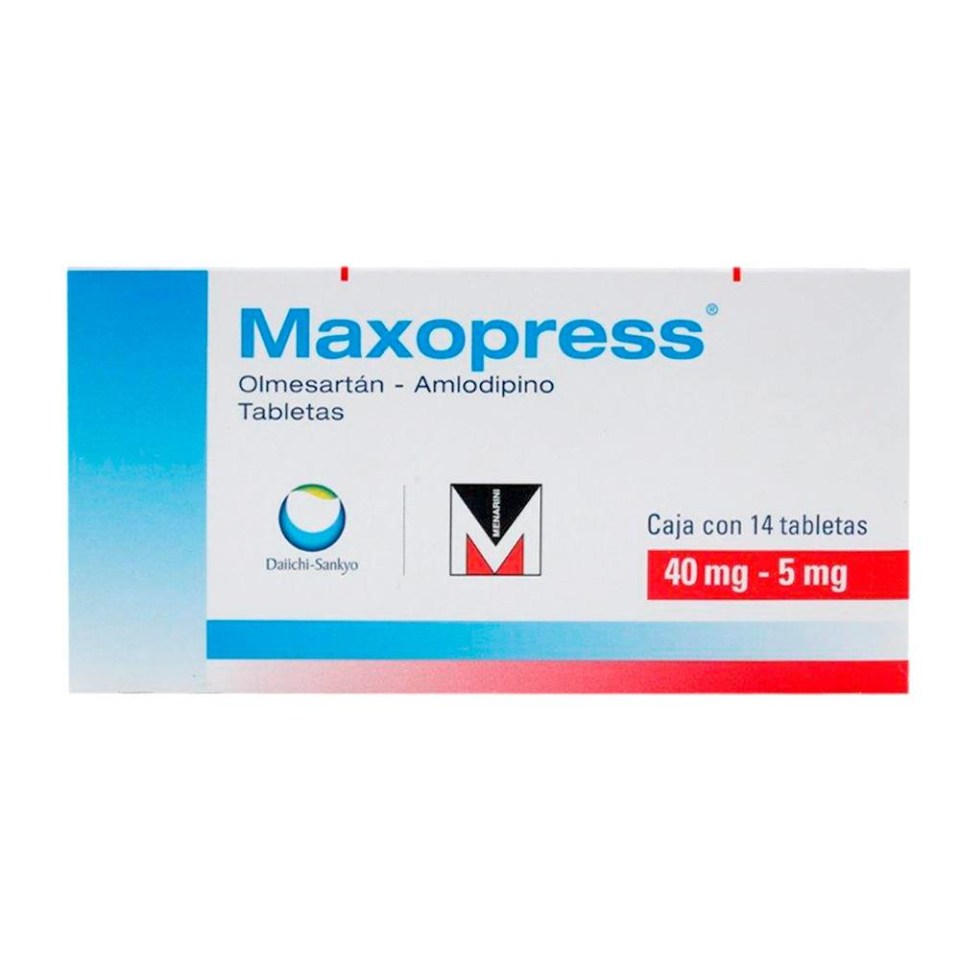 Maxopress®
Olmesartán - Amlodipino
Tabletas
Daiichi-Sankyo
MENARINI
Caja con 14 tabletas
40 mg - 5 mg